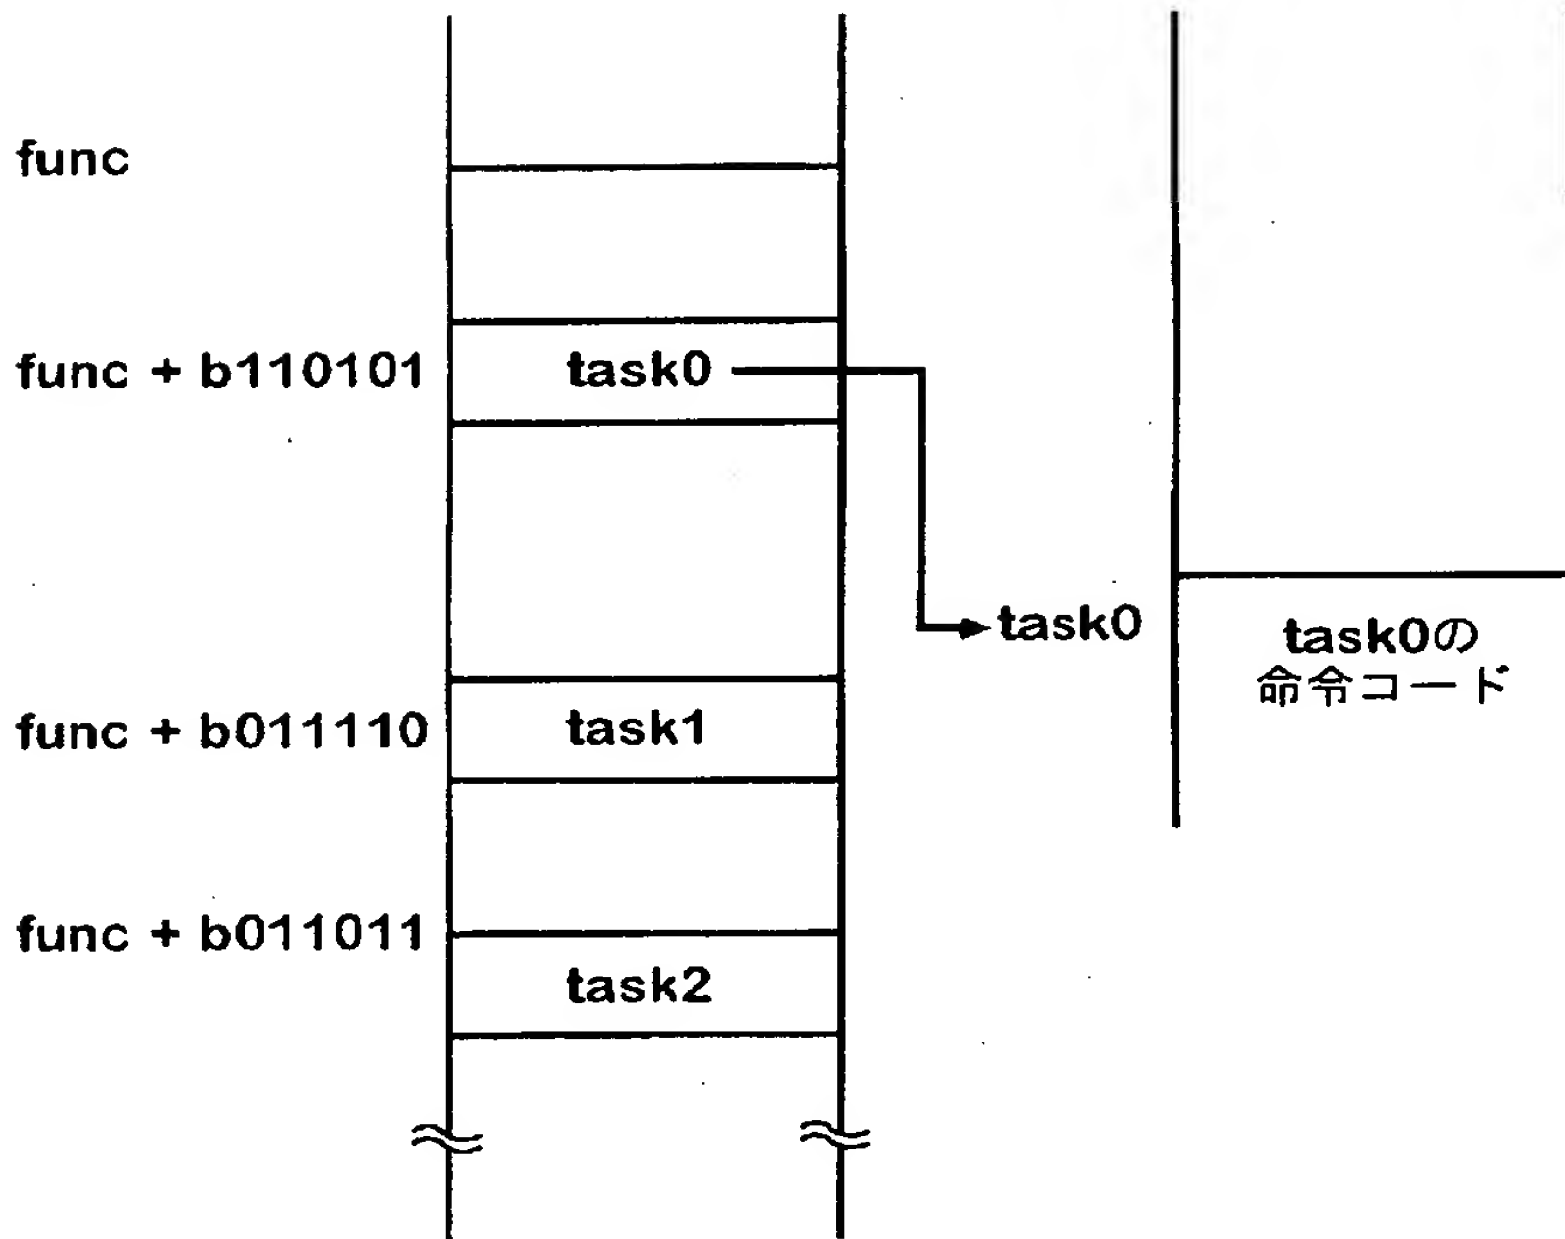 func
func + b110101
task0
task0
task0の
命令コード
func + b011110
task1
func + b011011
task2